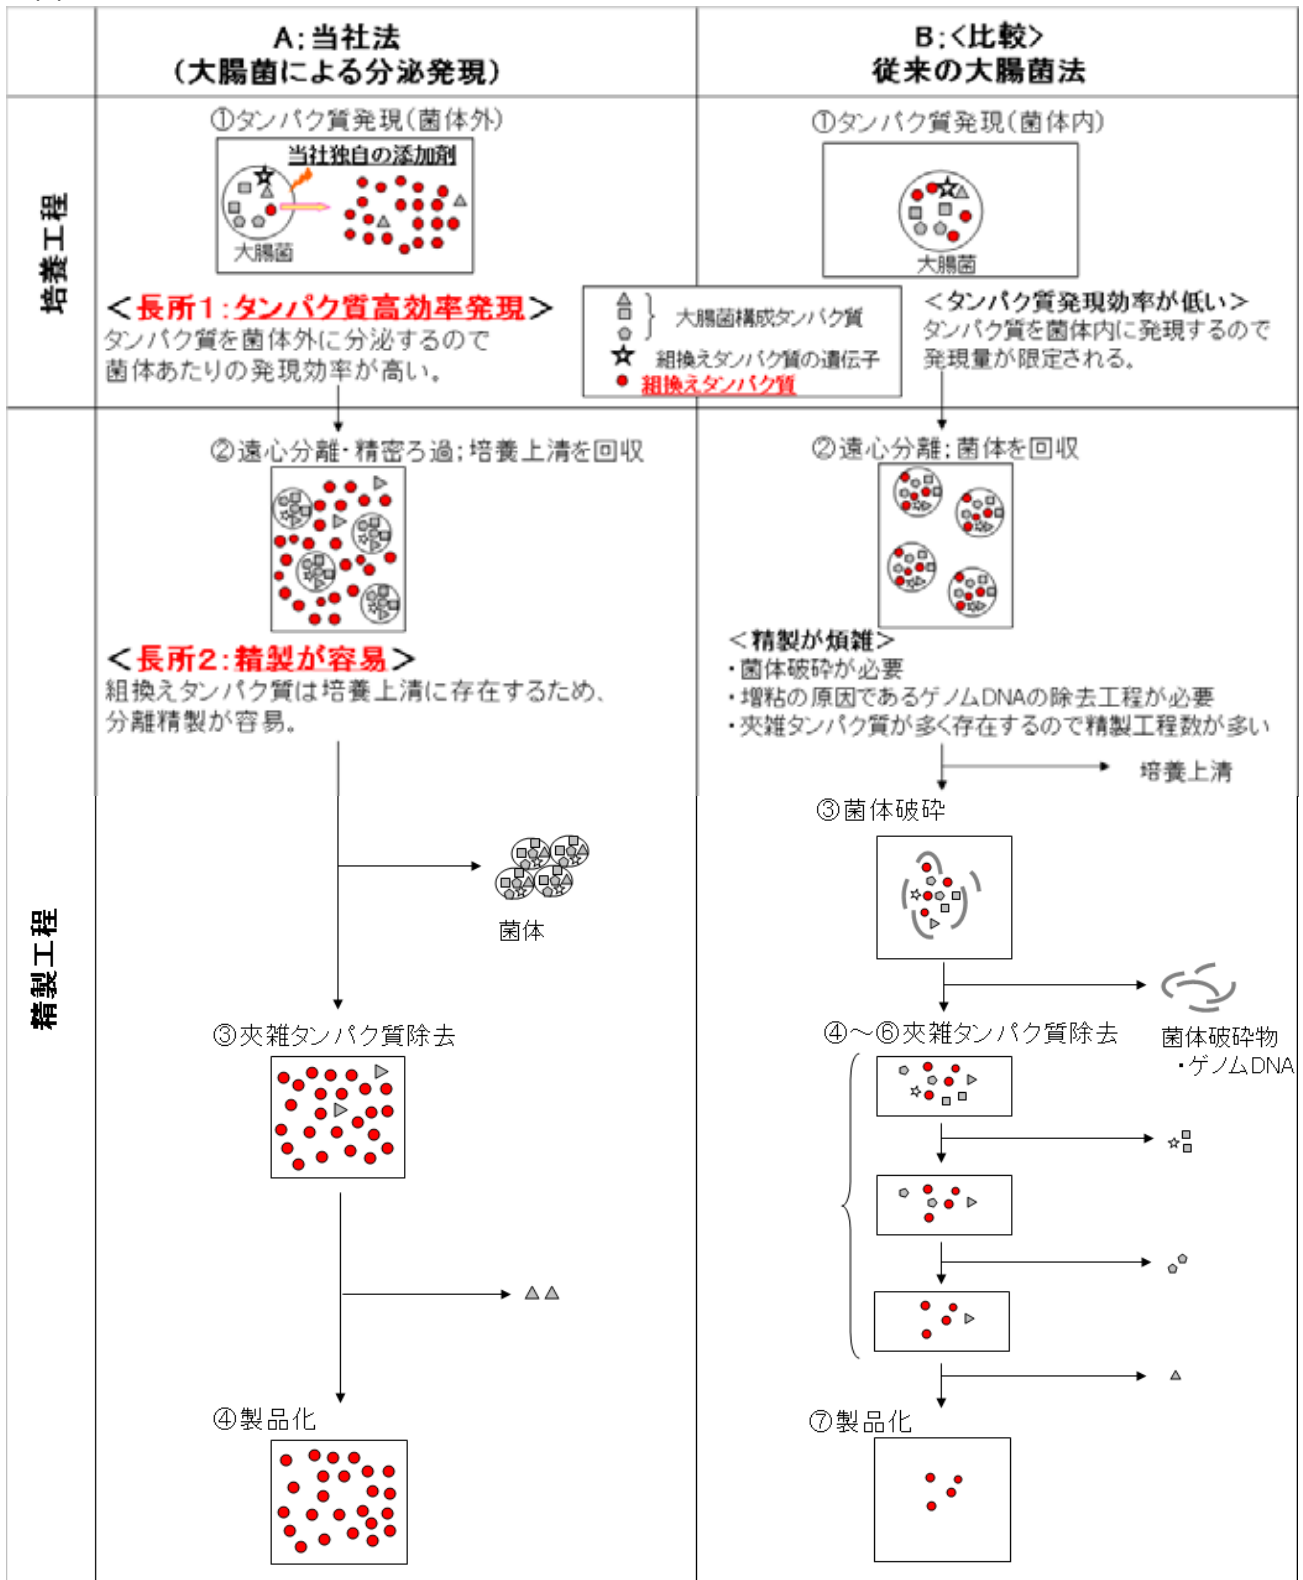 A:当社法
(大腸菌による分泌発現)
B:<比較>
従来の大腸菌法
培養工程
①タンパク質発現(菌体外)
当社独自の添加剤
大腸菌
<長所1:タンパク質高効率発現>
タンパク質を菌体外に分泌するので
菌体あたりの発現効率が高い。
①タンパク質発現(菌体内)
大腸菌
<タンパク質発現効率が低い>
タンパク質を菌体内に発現するので
発現量が限定される。
大腸菌構成タンパク質
組換えタンパク質の遺伝子
組換えタンパク質
精製工程
②遠心分離・精密ろ過;培養上清を回収
<長所2:精製が容易>
組換えタンパク質は培養上清に存在するため、
分離精製が容易。
菌体
③夾雑タンパク質除去
④製品化
②遠心分離;菌体を回収
<精製が煩雑>
・菌体破砕が必要
・増粘の原因であるゲノムDNAの除去工程が必要
・夾雑タンパク質が多く存在するので精製工程数が多い
培養上清
③菌体破砕
菌体破砕物
・ゲノムDNA
④～⑥夾雑タンパク質除去
⑦製品化